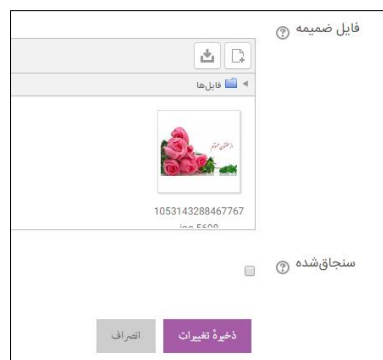 فایل ضمیمه
فایل‌ها
1053143288467767
سنجاق‌شده
ذخیرهٔ تغییرات
انصراف